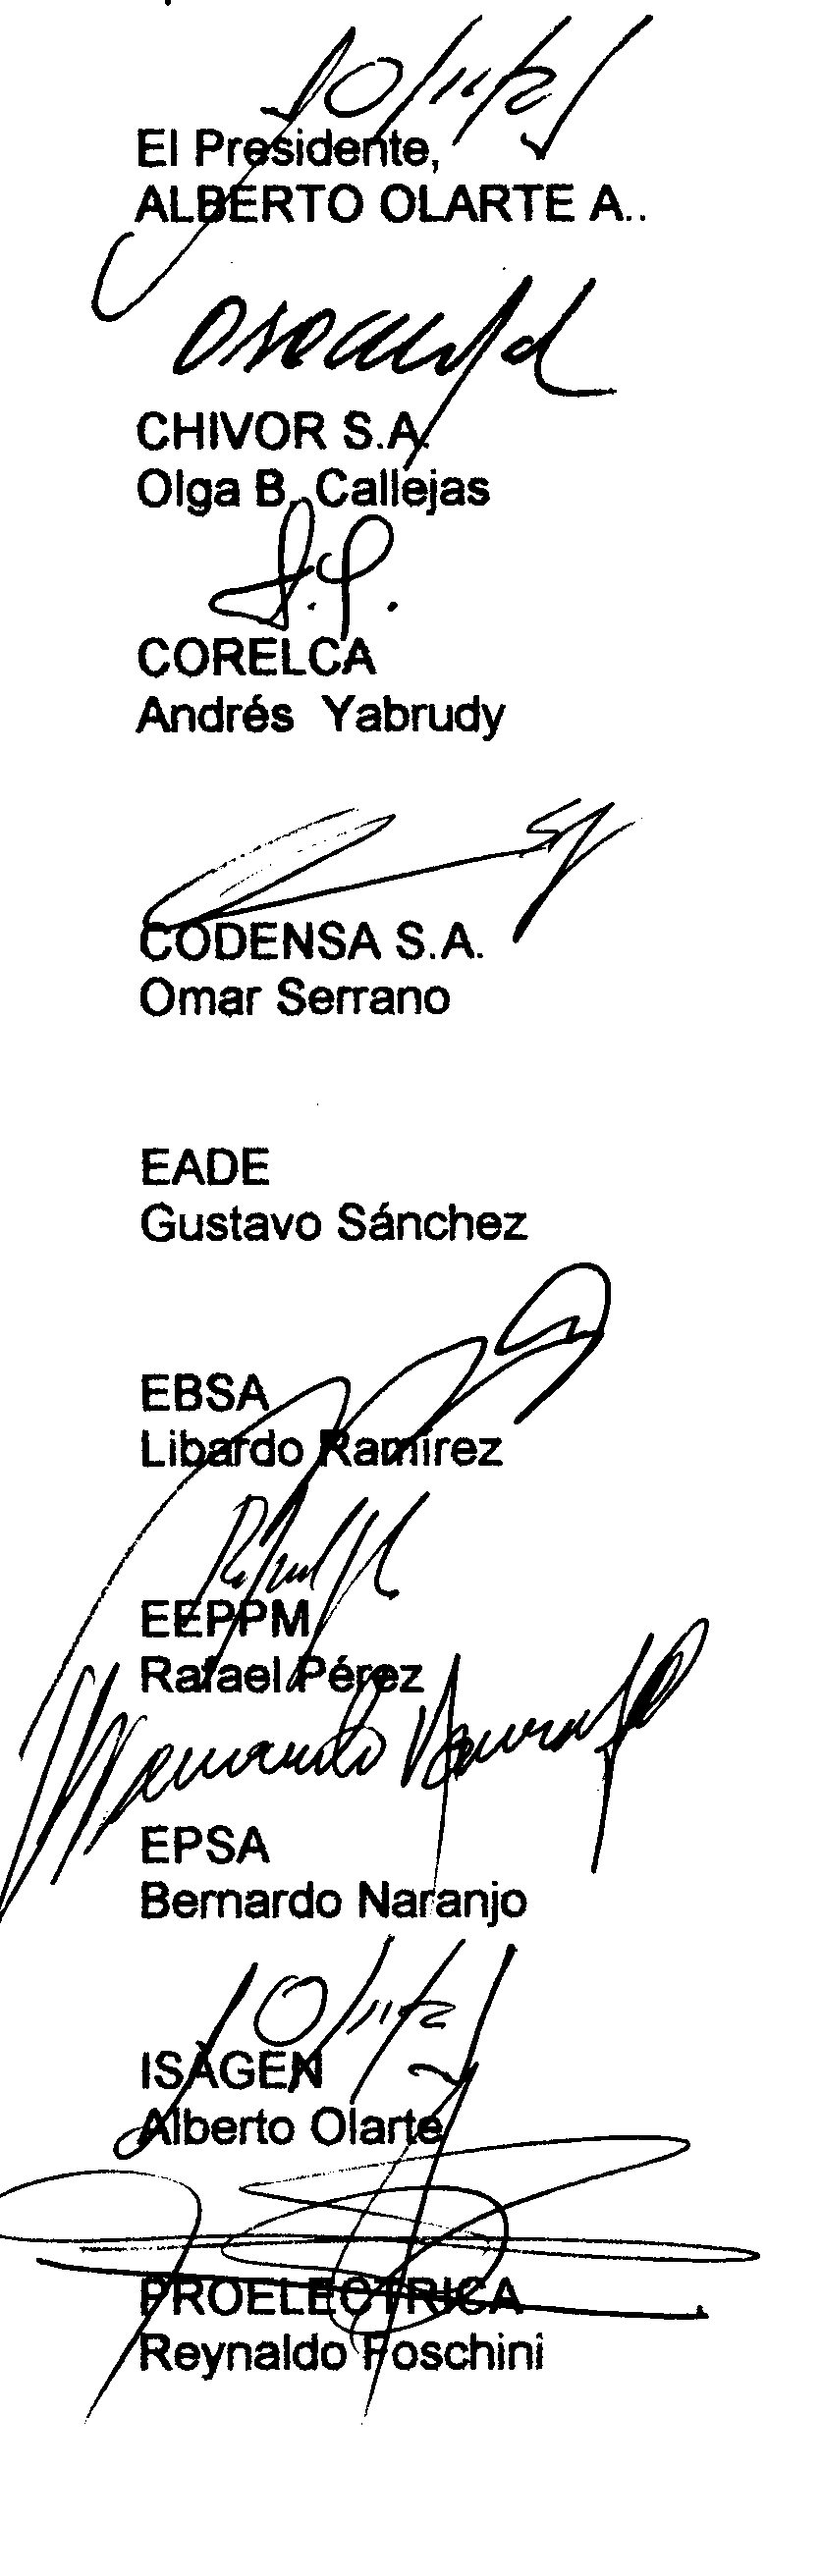 El Presidente,
ALBERTO OLARTE A..
CHIVOR S.A.
Olga B. Callejas
CORELCA
Andrés Yabrudy
CODENSA S.A.
Omar Serrano
EADE
Gustavo Sánchez
EBSA
Libardo Ramírez
EEPPM
Rafael Pérez
EPSA
Bernardo Naranjo
ISAGEN
Alberto Olarte
PROELECTRICA
Reynaldo Foschini